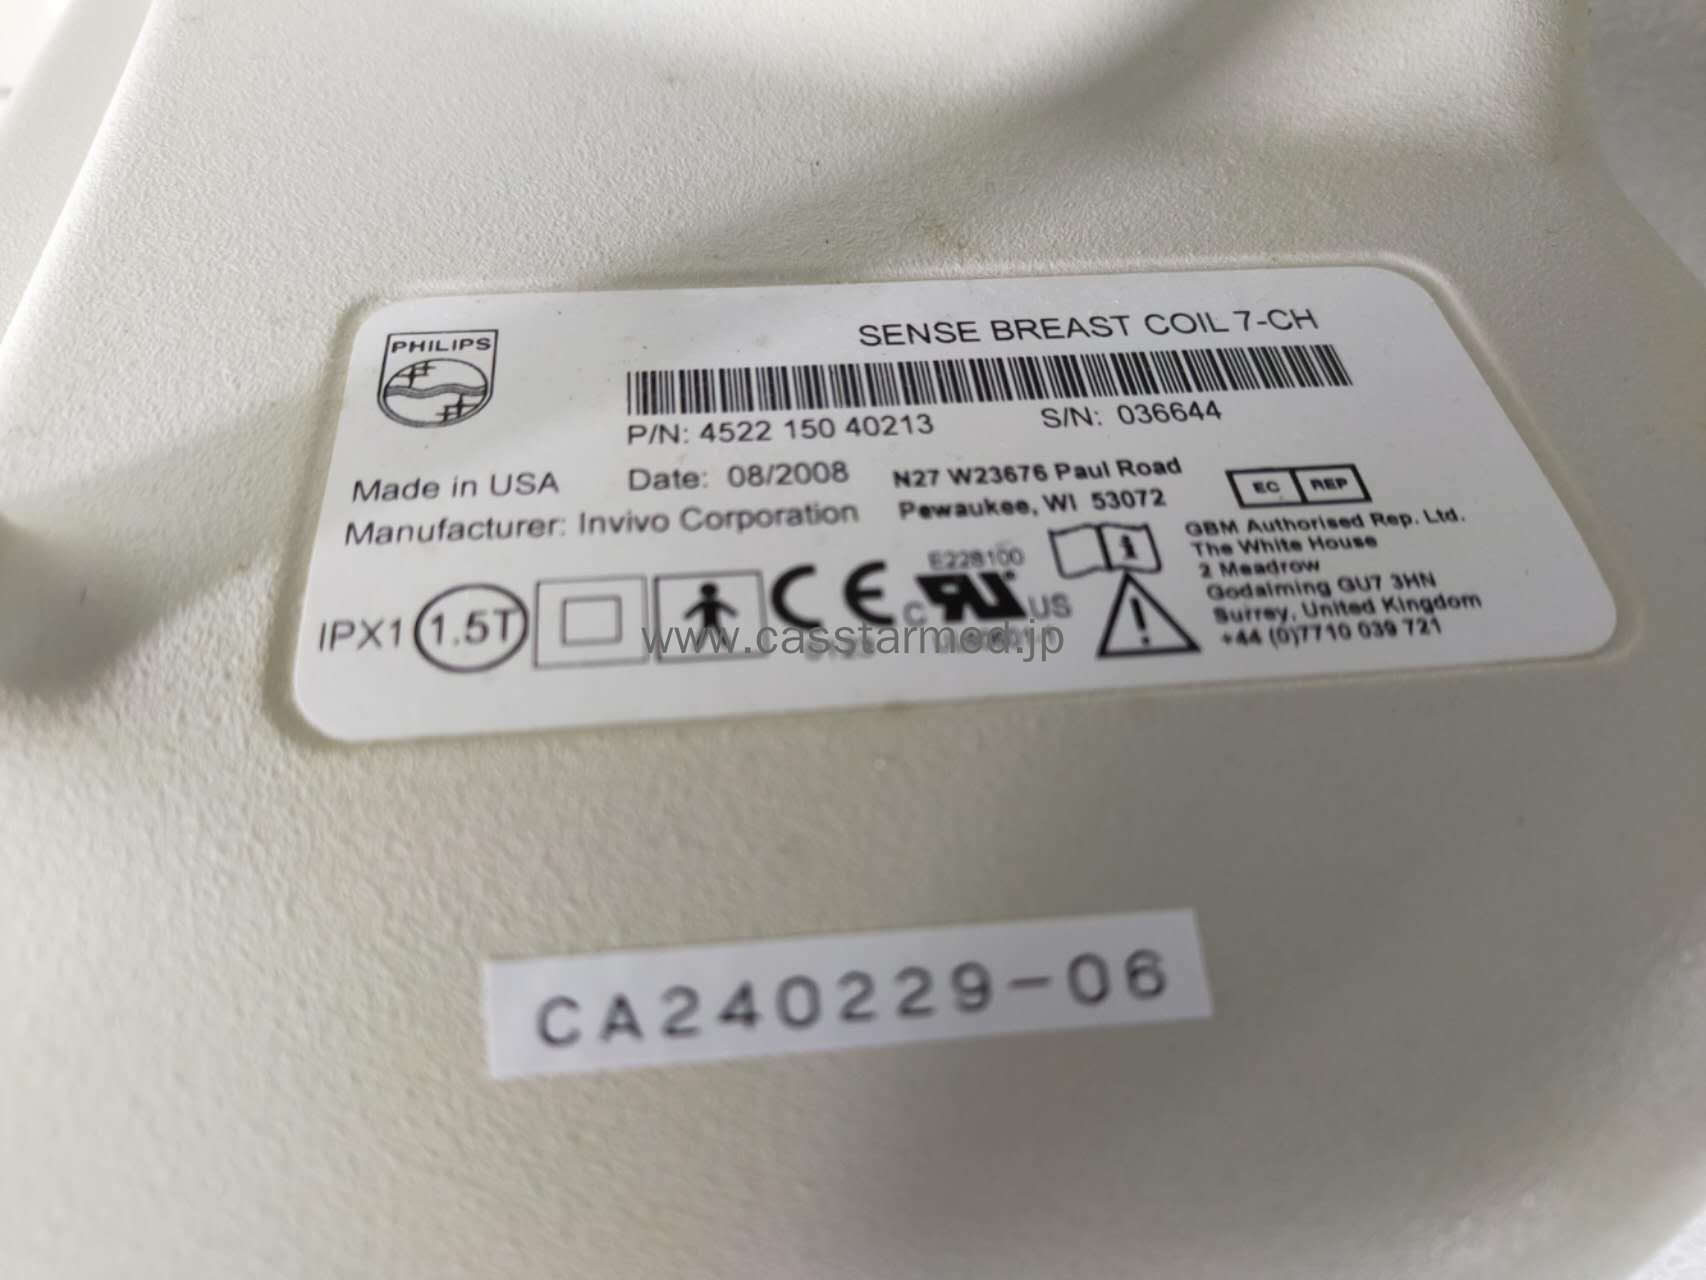 PHILIPS
SENSE BREAST COIL 7-CH
P/N: 4522 150 40213
S/N: 036644
Made in USA
Date: 08/2008
N27 W23676 Paul Road
Pewaukee, WI 53072
Manufacturer: Invivo Corporation
EC REP
GBM Authorised Rep. Ltd.
The White House
2 Meadrow
Godalming GU7 3HN
Surrey, United Kingdom
+44 (0)7710 039 721
IPX1
1.5T
CE
E228100
C US
www.casstarmed.jp
CA240229-06